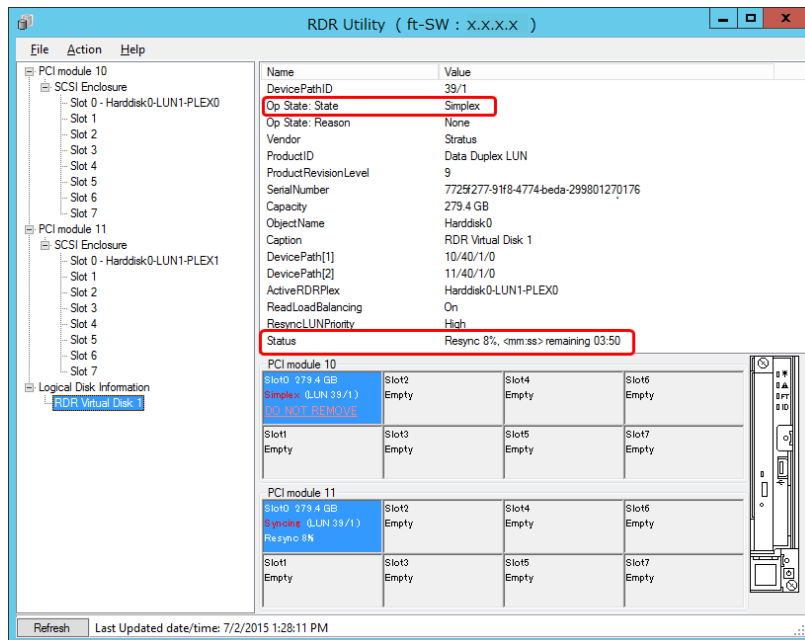 RDR Utility ( ft-SW : x.x.x.x )
File Action Help
PCI module 10
SCSI Enclosure
Slot 0 - Harddisk0-LUN1-PLEX0
Slot 1
Slot 2
Slot 3
Slot 4
Slot 5
Slot 6
Slot 7
PCI module 11
SCSI Enclosure
Slot 0 - Harddisk0-LUN1-PLEX1
Slot 1
Slot 2
Slot 3
Slot 4
Slot 5
Slot 6
Slot 7
Logical Disk Information
RDR Virtual Disk 1
Name Value
DevicePathID 39/1
Op State: State Simplex
Op State: Reason None
Vendor Stratus
ProductID Data Duplex LUN
ProductRevisionLevel 9
SerialNumber 7725f277-91f8-4774-beda-299801270176
Capacity 279.4 GB
ObjectName Harddisk0
Caption RDR Virtual Disk 1
DevicePath[1] 10/40/1/0
DevicePath[2] 11/40/1/0
ActiveRDRPlex Harddisk0-LUN1-PLEX0
ReadLoadBalancing On
ResyncLUNPriority High
Status Resync 8%, <mm:ss> remaining 03:50
PCI module 10
Slot0 279.4 GB
Simplex (LUN 39/1)
DO NOT REMOVE
Slot2
Empty
Slot4
Empty
Slot6
Empty
Slot1
Empty
Slot3
Empty
Slot5
Empty
Slot7
Empty
PCI module 11
Slot0 279.4 GB
Syncing (LUN 39/1)
Resync 8%
Slot2
Empty
Slot4
Empty
Slot6
Empty
Slot1
Empty
Slot3
Empty
Slot5
Empty
Slot7
Empty
FT
ID
Refresh Last Updated date/time: 7/2/2015 1:28:11 PM